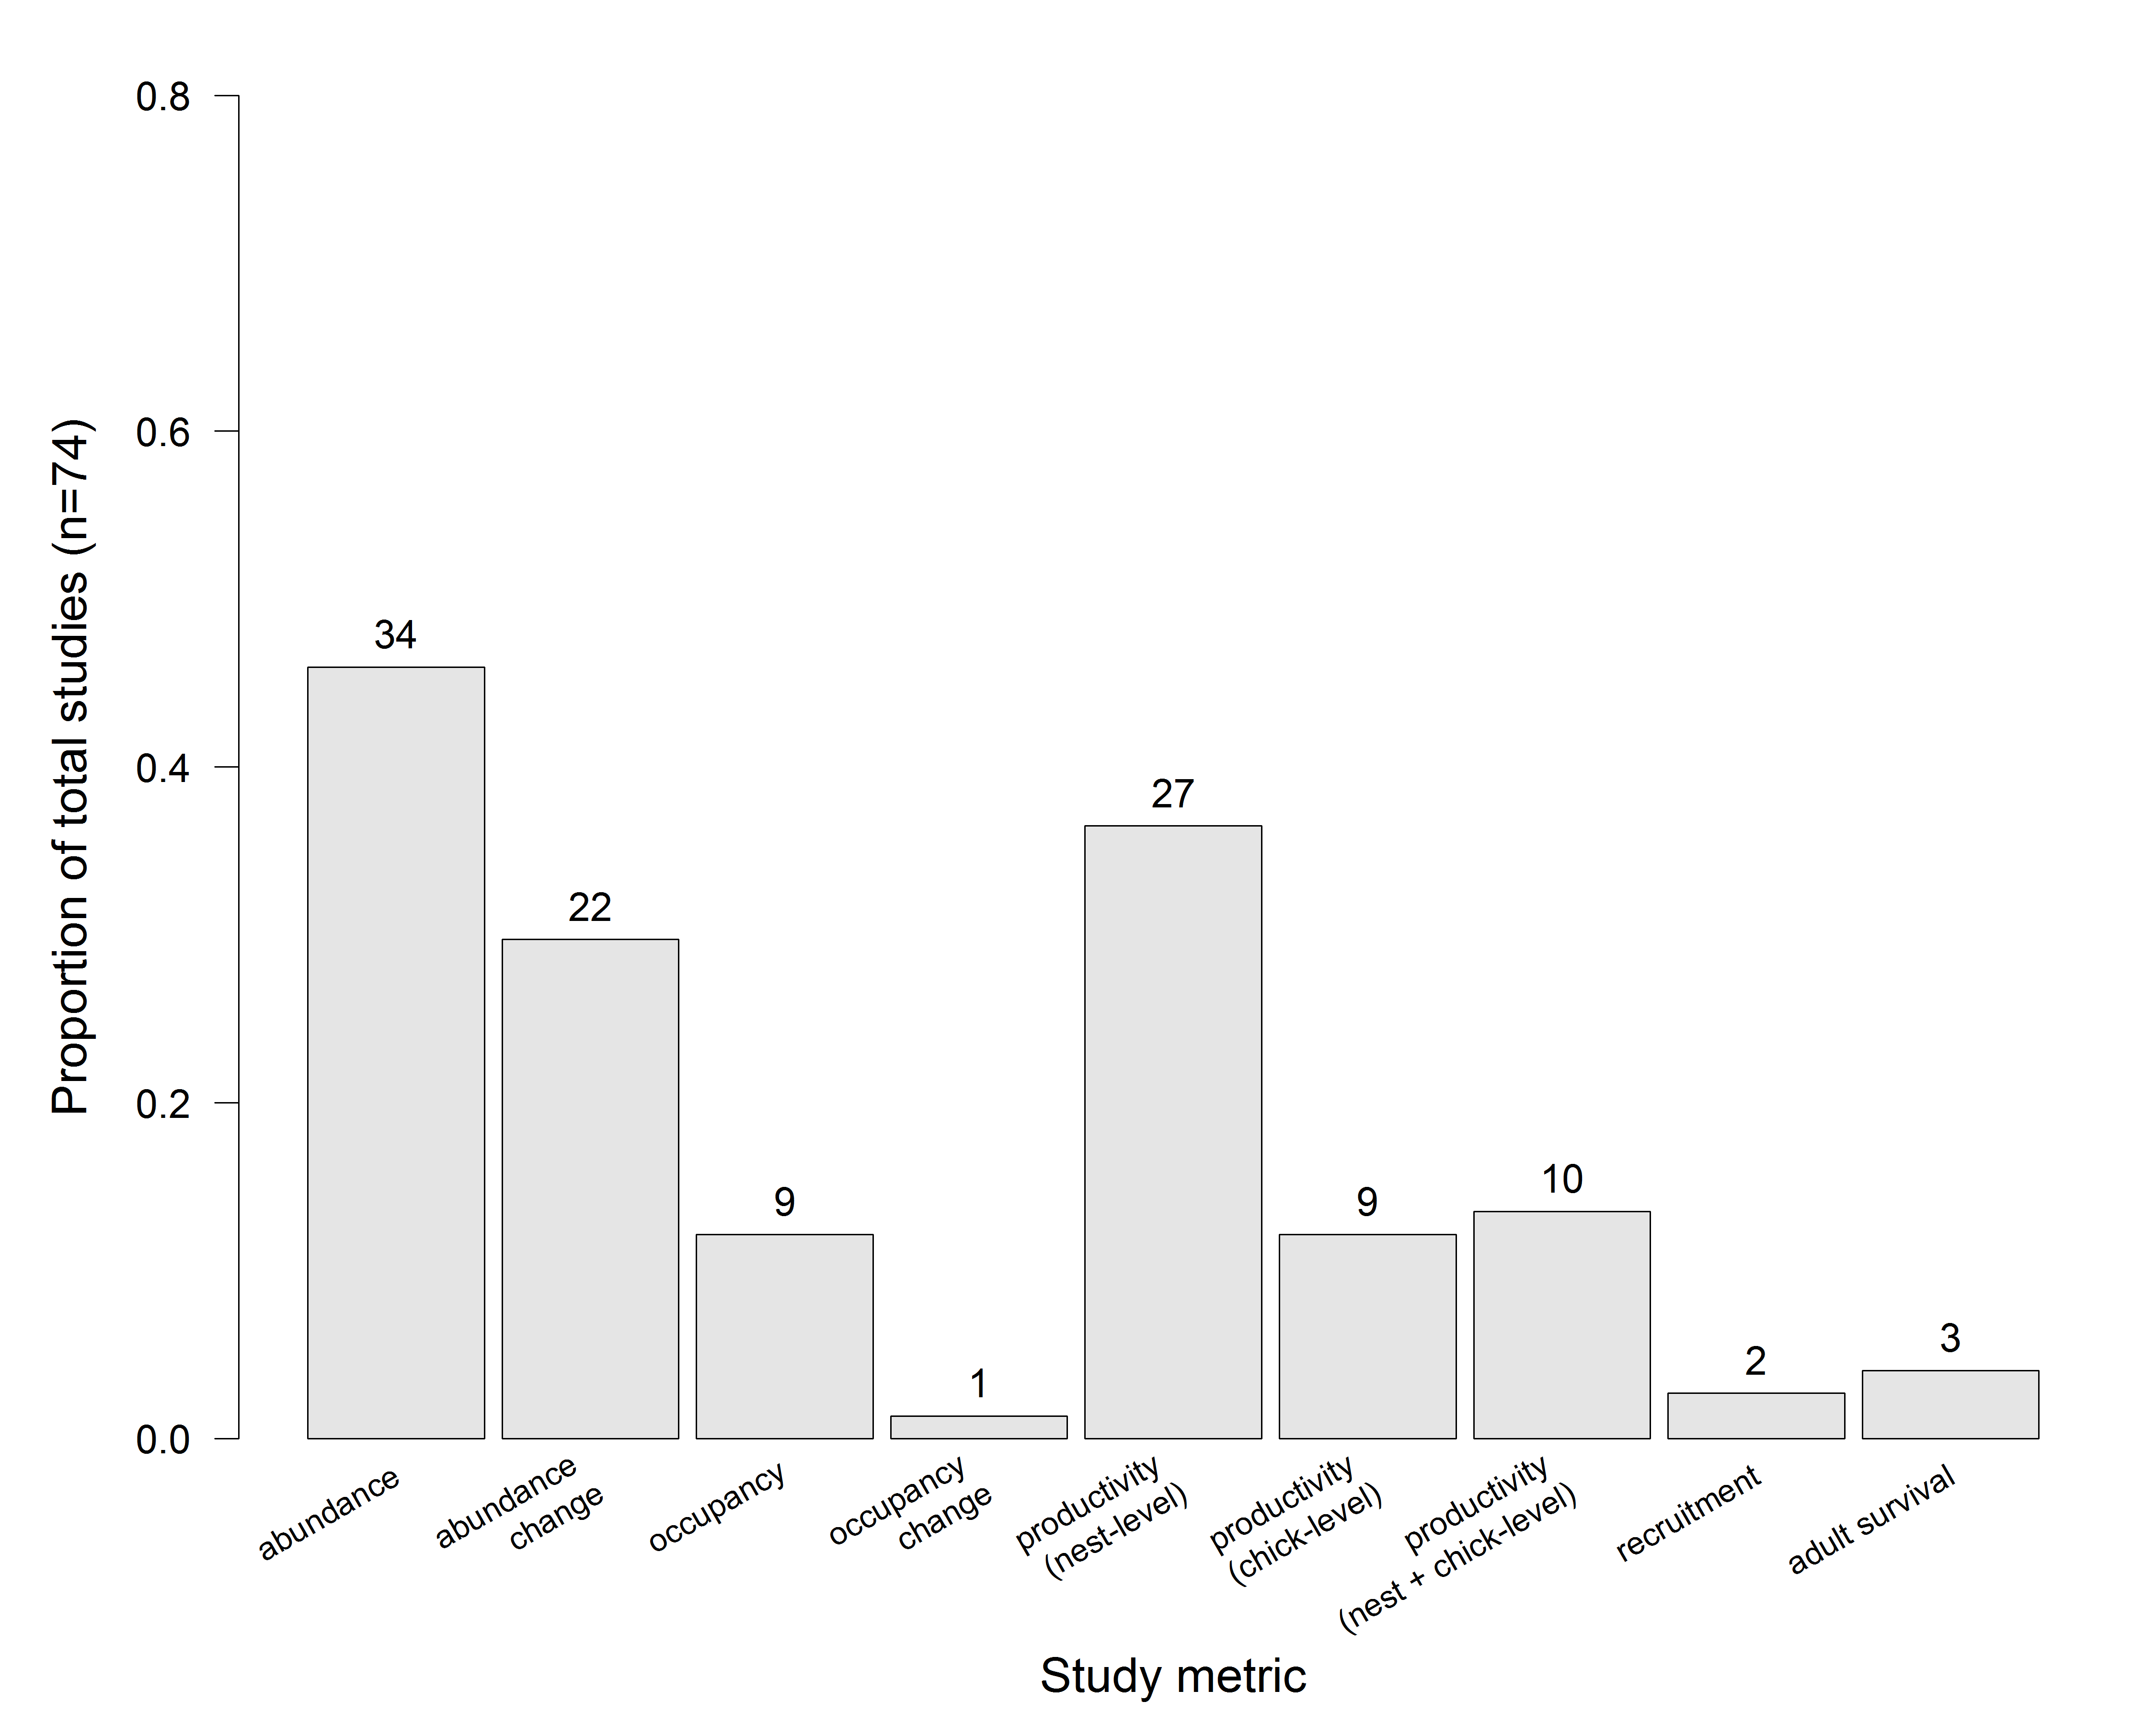 Proportion of total studies (n=74)
0.8
0.6
0.4
0.2
0.0
34
22
9
1
27
9
10
2
3
abundance
abundance
change
occupancy
occupancy
change
productivity
(nest-level)
productivity
(chick-level)
productivity
(nest + chick-level)
recruitment
adult survival
Study metric